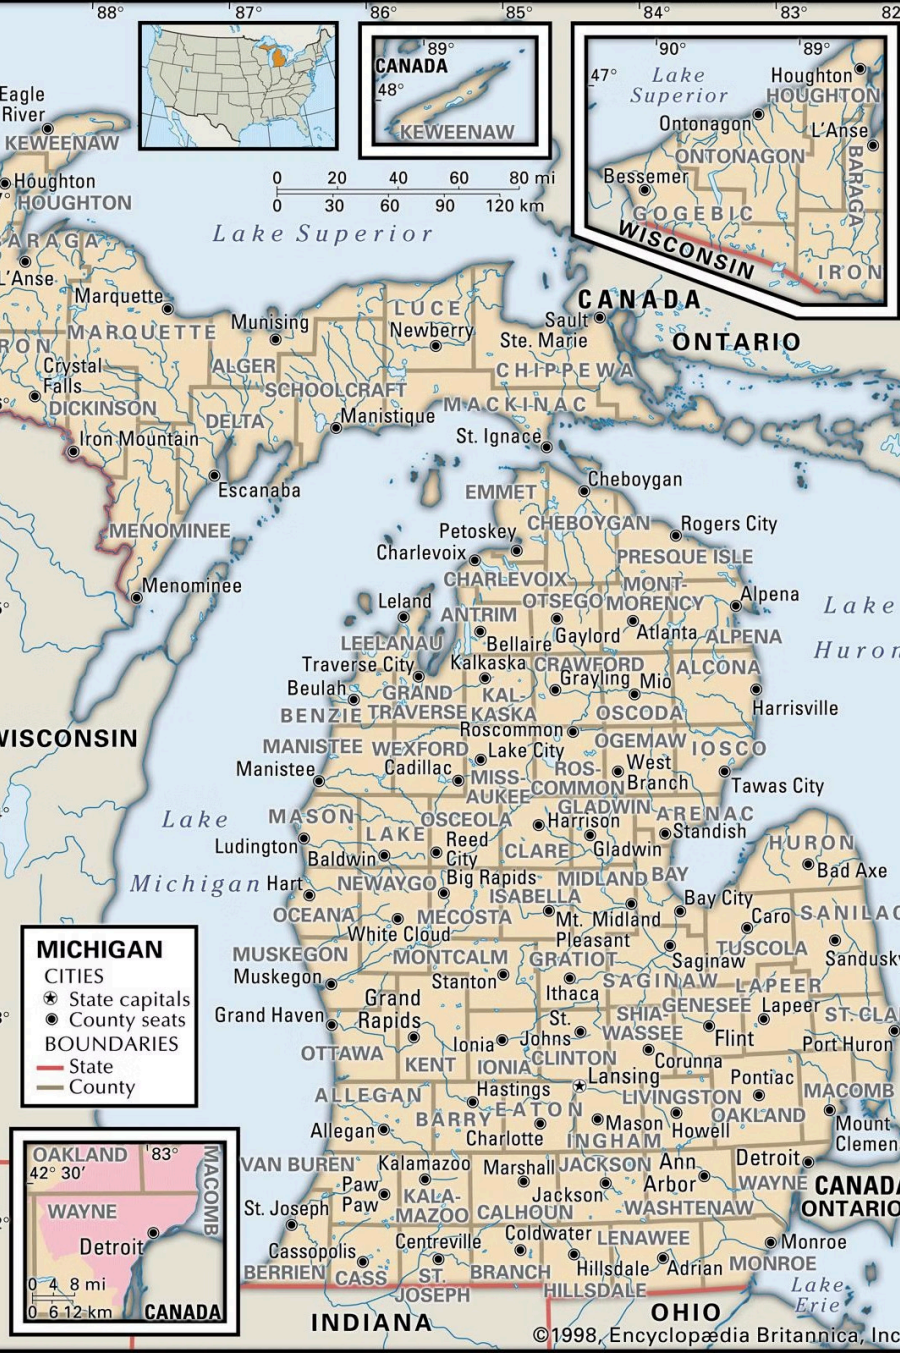 88°
87°
86°
85°
84°
83°
82
Eagle
River
KEWEENAW
Houghton
HOUGHTON
89°
CANADA
48°
KEWEENAW
90°
89°
47°
Lake
Superior
Houghton
HOUGHTON
Ontonagon
L'Anse
ONTONAGON
BARAGA
Bessemer
GOGEBIC
WISCONSIN
IRON
0 20 40 60 80 mi
0 30 60 90 120 km
Lake Superior
ARAGA
L'Anse
Marquette
MARQUETTE
RON
Crystal
Falls
DICKINSON
Iron Mountain
Munising
ALGER
SCHOOLCRAFT
DELTA
Manistique
Escanaba
MENOMINEE
Menominee
LUCE
Newberry
Sault
Ste. Marie
CHIPPEWA
MACKINAC
St. Ignace
CANADA
ONTARIO
Cheboygan
EMMET
CHEBOYGAN
Rogers City
Petoskey
Charlevoix
PRESQUE ISLE
CHARLEVOIX
MONT-
MORENCY
Leland
ANTRIM
OTSEGO
Alpena
Lake
Huron
LEELANAU
Bellaire
Gaylord
Atlanta
ALPENA
Traverse City
Kalkaska
CRAWFORD
ALCONA
Beulah
GRAND
TRAVERSE
KAL-
KASKA
Grayling
Mio
BENZIE
OSCODA
Harrisville
WISCONSIN
Roscommon
MANISTEE
WEXFORD
Lake City
OGEMAW
IOSCO
Manistee
Cadillac
MISS-
AUKEE
ROS-
COMMON
West
Branch
Tawas City
Lake
Michigan
MASON
LAKE
OSCEOLA
Harrison
GLADWIN
ARENAC
Ludington
Baldwin
Reed
City
CLARE
Gladwin
Standish
HURON
Bad Axe
Hart
NEWAYGO
Big Rapids
ISABELLA
MIDLAND
BAY
Bay City
OCEANA
White Cloud
MECOSTA
Mt.
Pleasant
Midland
Caro
SANILAC
MUSKEGON
MONTCALM
GRATIOT
Saginaw
TUSCOLA
Sandusky
Muskegon
Stanton
Ithaca
SAGINAW
LAPEER
Grand Haven
Grand
Rapids
St.
Johns
SHIA-
WASSEE
GENESEE
Lapeer
ST. CLA
OTTAWA
KENT
Ionia
IONIA
CLINTON
Corunna
Flint
Port Huron
ALLEGAN
Hastings
Lansing
LIVINGSTON
Pontiac
MACOMB
BARRY
EATON
Mason
Howell
OAKLAND
Mount
Clemen
Allegan
Charlotte
INGHAM
VAN BUREN
Kalamazoo
Marshall
JACKSON
Ann
Arbor
Detroit
WAYNE
CANADA
ONTARIO
Paw
Paw
KALA-
MAZOO
CALHOUN
Jackson
WASHTENAW
St. Joseph
Centreville
Coldwater
LENAWEE
Monroe
Cassopolis
Hillsdale
Adrian
MONROE
BERRIEN
CASS
ST.
JOSEPH
BRANCH
HILLSDALE
Lake
Erie
INDIANA
OHIO
©1998, Encyclopædia Britannica, Inc
MICHIGAN
CITIES
State capitals
County seats
BOUNDARIES
State
County
OAKLAND
83°
MACOMB
42° 30'
WAYNE
Detroit
0 4 8 mi
0 6 12 km
CANADA